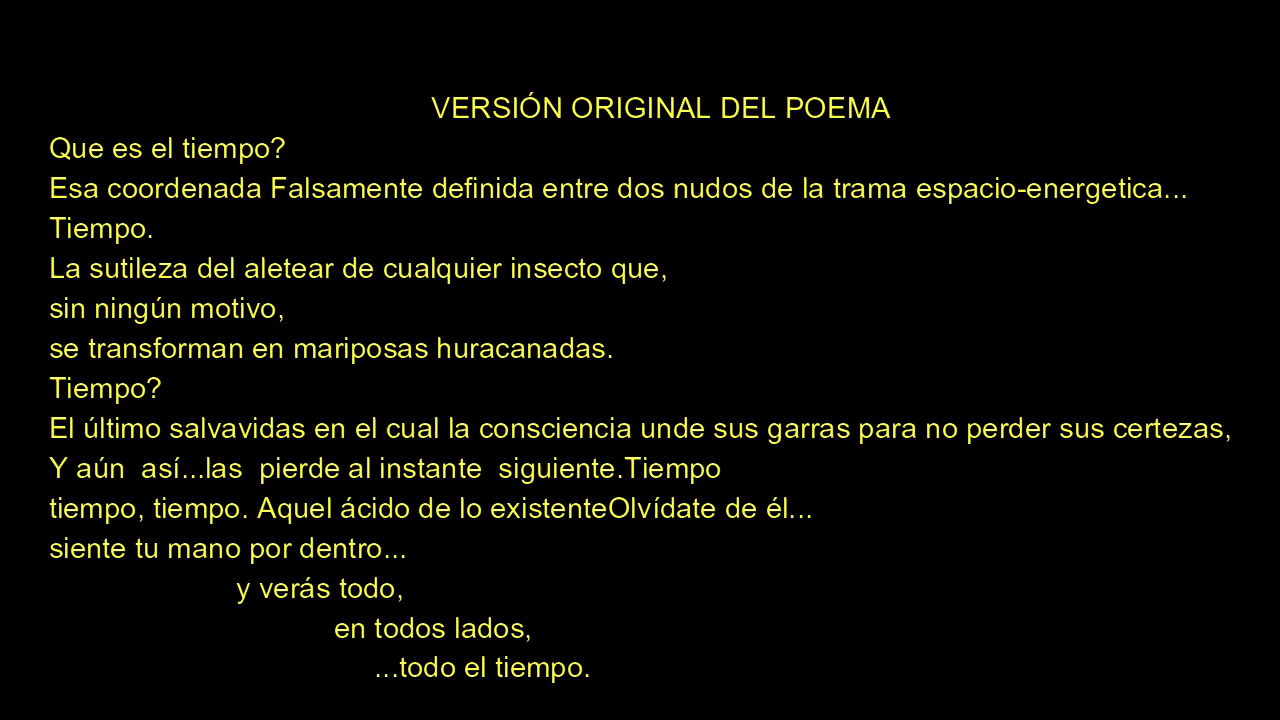 VERSIÓN ORIGINAL DEL POEMA
Que es el tiempo?
Esa coordenada Falsamente definida entre dos nudos de la trama espacio-energetica...
Tiempo.
La sutileza del aletear de cualquier insecto que,
sin ningún motivo,
se transforman en mariposas huracanadas.
Tiempo?
El último salvavidas en el cual la consciencia unde sus garras para no perder sus certezas,
Y aún  así...las  pierde al instante  siguiente.Tiempo
tiempo, tiempo. Aquel ácido de lo existenteOlvídate de él...
siente tu mano por dentro...
y verás todo,
en todos lados,
...todo el tiempo.